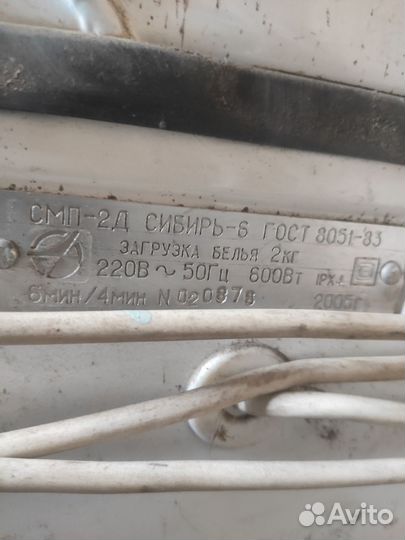 СМП-2Д СИБИРЬ-6 ГОСТ 8051-83
ЗАГРУЗКА БЕЛЬЯ 2КГ
220В ~ 50ГЦ 600ВТ IPX4
6МИН/4МИН N 020878 2005Г
Avito